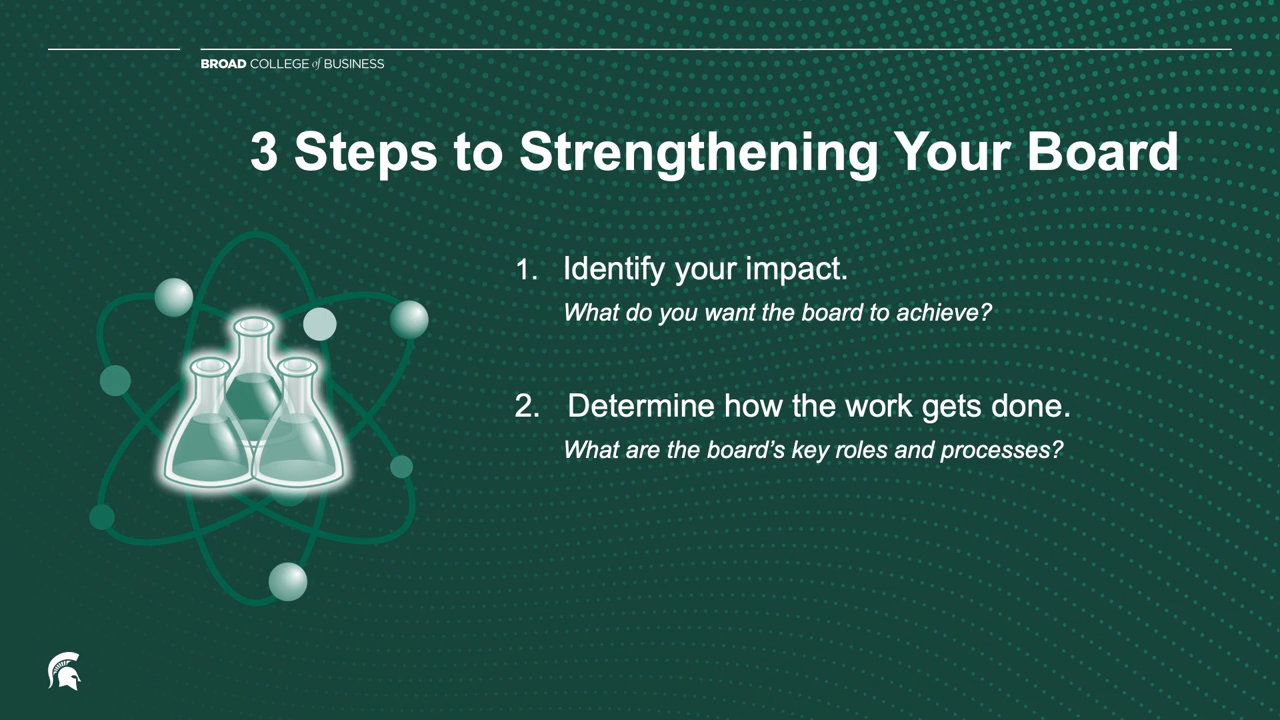 BROAD COLLEGE of BUSINESS
3 Steps to Strengthening Your Board
1. Identify your impact.
What do you want the board to achieve?
2. Determine how the work gets done.
What are the board’s key roles and processes?